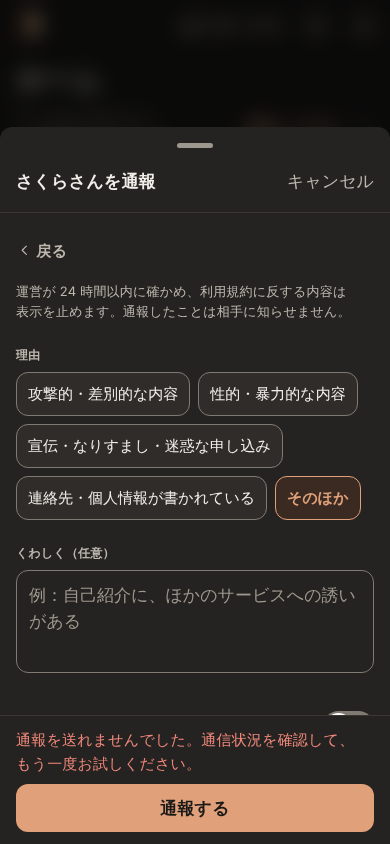 さくらさんを通報
キャンセル
戻る
運営が 24 時間以内に確かめ、利用規約に反する内容は
表示を止めます。通報したことは相手に知らせません。
理由
攻撃的・差別的な内容
性的・暴力的な内容
宣伝・なりすまし・迷惑な申し込み
連絡先・個人情報が書かれている
そのほか
くわしく（任意）
例：自己紹介に、ほかのサービスへの誘い
がある
通報を送れませんでした。通信状況を確認して、
もう一度お試しください。
通報する